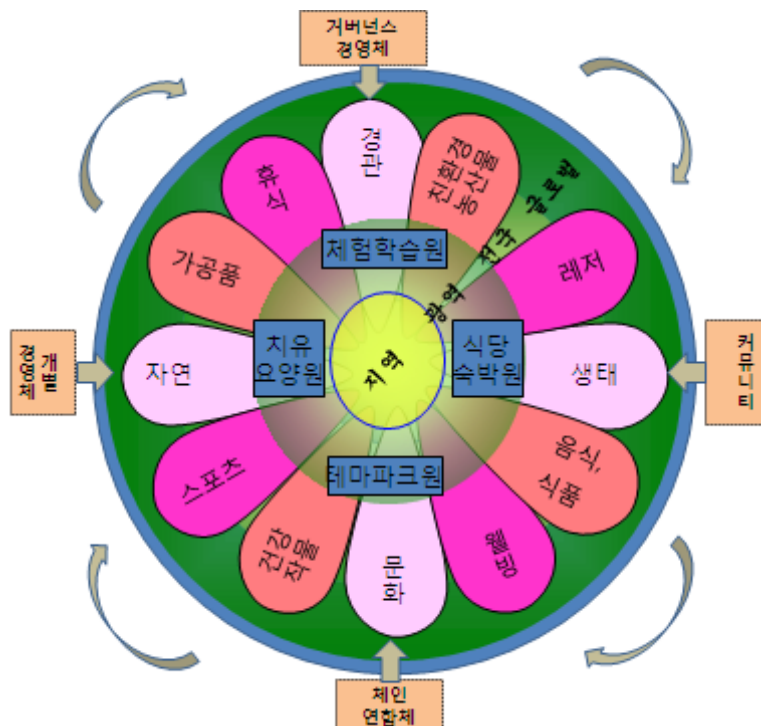 거버넌스
경영체
경관
친환경
농산물
휴식
광역 전국 글로벌
가공품
체험학습원
레저
개별
경영체
자연
치유
요양원
지역
식당
숙박원
생태
커뮤니티
스포츠
테마파크원
음식,
식품
건강
작물
문화
웰빙
체인
연합체